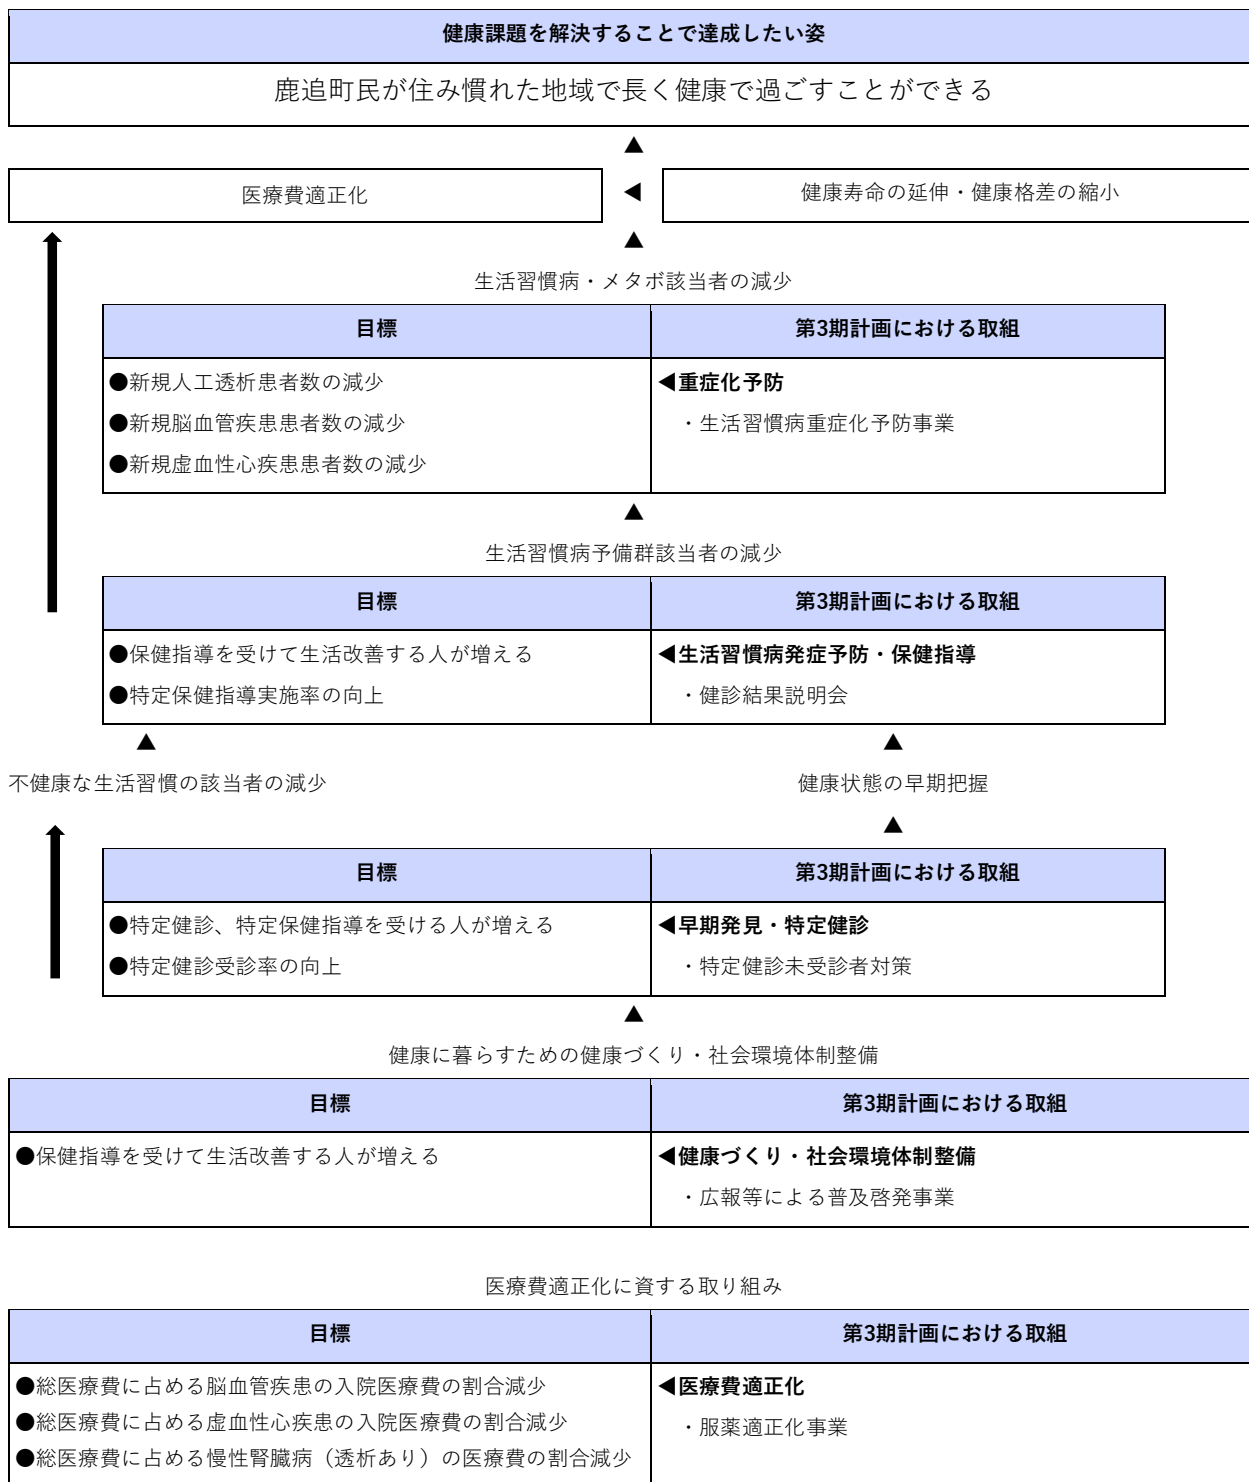 健康課題を解決することで達成したい姿
鹿追町民が住み慣れた地域で長く健康で過ごすことができる
▲
医療費適正化
◀
健康寿命の延伸・健康格差の縮小
▲
生活習慣病・メタボ該当者の減少
目標
第3期計画における取組
●新規人工透析患者数の減少
●新規脳血管疾患患者数の減少
●新規虚血性心疾患患者数の減少
◀重症化予防
・生活習慣病重症化予防事業
▲
生活習慣病予備群該当者の減少
目標
第3期計画における取組
●保健指導を受けて生活改善する人が増える
●特定保健指導実施率の向上
◀生活習慣病発症予防・保健指導
・健診結果説明会
▲
▲
不健康な生活習慣の該当者の減少
健康状態の早期把握
▲
目標
第3期計画における取組
●特定健診、特定保健指導を受ける人が増える
●特定健診受診率の向上
◀早期発見・特定健診
・特定健診未受診者対策
▲
健康に暮らすための健康づくり・社会環境体制整備
目標
第3期計画における取組
●保健指導を受けて生活改善する人が増える
◀健康づくり・社会環境体制整備
・広報等による普及啓発事業
医療費適正化に資する取り組み
目標
第3期計画における取組
●総医療費に占める脳血管疾患の入院医療費の割合減少
●総医療費に占める虚血性心疾患の入院医療費の割合減少
●総医療費に占める慢性腎臓病（透析あり）の医療費の割合減少
◀医療費適正化
・服薬適正化事業